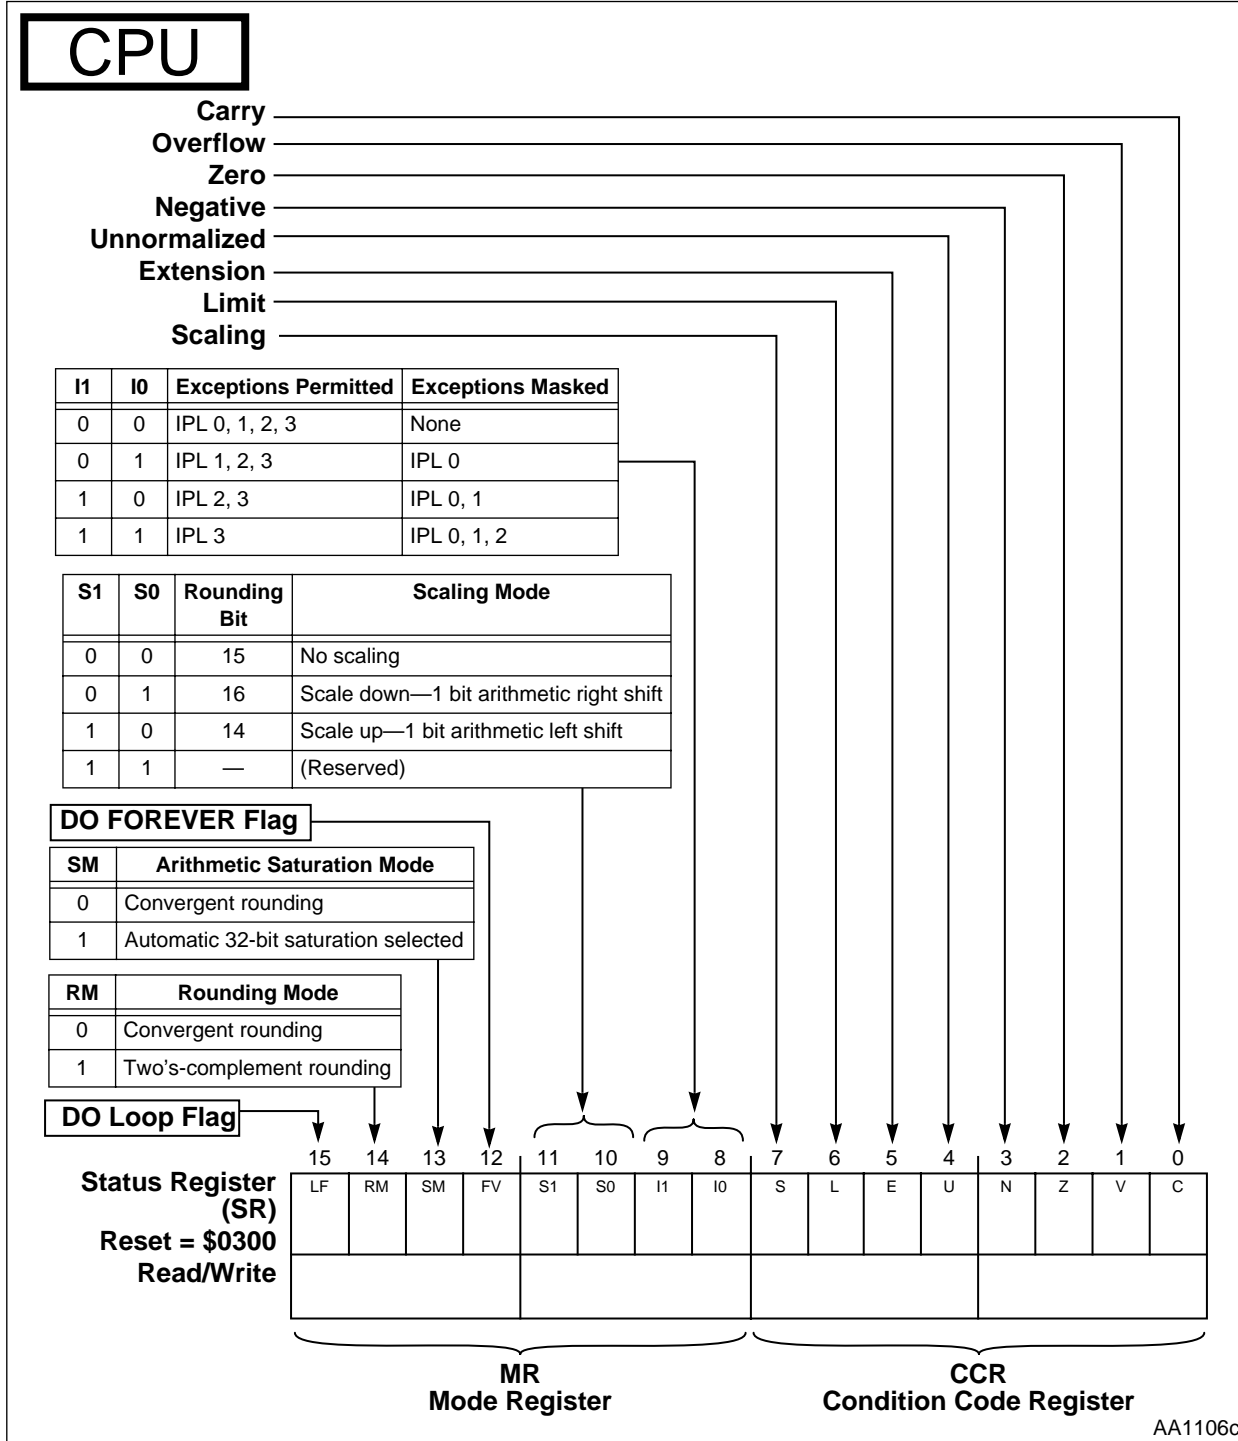 CPU
Carry
Overflow
Zero
Negative
Unnormalized
Extension
Limit
Scaling
I1 I0 Exceptions Permitted Exceptions Masked
0 0 IPL 0, 1, 2, 3 None
0 1 IPL 1, 2, 3 IPL 0
1 0 IPL 2, 3 IPL 0, 1
1 1 IPL 3 IPL 0, 1, 2
S1 S0 Rounding Scaling Mode
Bit
0 0 15 No scaling
0 1 16 Scale down—1 bit arithmetic right shift
1 0 14 Scale up—1 bit arithmetic left shift
1 1 — (Reserved)
DO FOREVER Flag
SM Arithmetic Saturation Mode
0 Convergent rounding
1 Automatic 32-bit saturation selected
RM Rounding Mode
0 Convergent rounding
1 Two's-complement rounding
DO Loop Flag
15 14 13 12 11 10 9 8 7 6 5 4 3 2 1 0
Status Register LF RM SM FV S1 S0 I1 I0 S L E U N Z V C
(SR)
Reset = $0300
Read/Write
MR CCR
Mode Register Condition Code Register
AA1106c